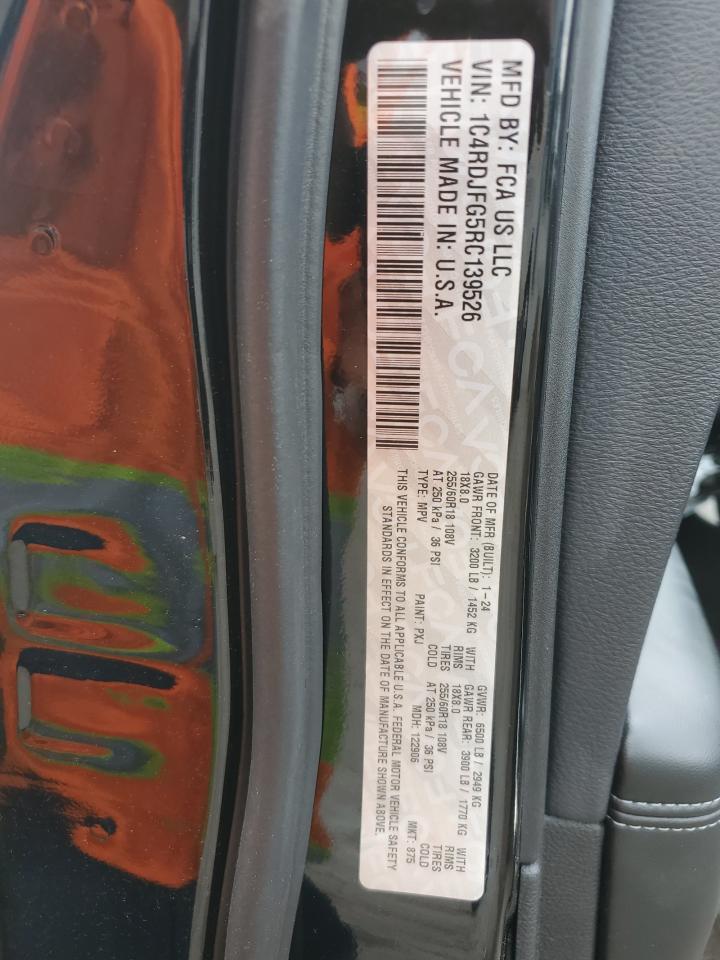 MFD BY: FCA US LLC
VIN: 1C4RDJFG5RC139526
VEHICLE MADE IN: U.S.A.
DATE OF MFR (BUILT): 1-24 GVWR: 6500 LB / 2949 KG
GAWR FRONT: 3200 LB / 1452 KG WITH GAWR REAR: 3900 LB / 1770 KG WITH
18X8.0 RIMS 18X8.0 RIMS
255/60R18 108V TIRES 255/60R18 108V TIRES
AT 250 kPa / 36 PSI COLD AT 250 kPa / 36 PSI COLD
TYPE: MPV PAINT: PXJ MDH: 122906 MKT: 875
THIS VEHICLE CONFORMS TO ALL APPLICABLE U.S.A. FEDERAL MOTOR VEHICLE SAFETY
STANDARDS IN EFFECT ON THE DATE OF MANUFACTURE SHOWN ABOVE.